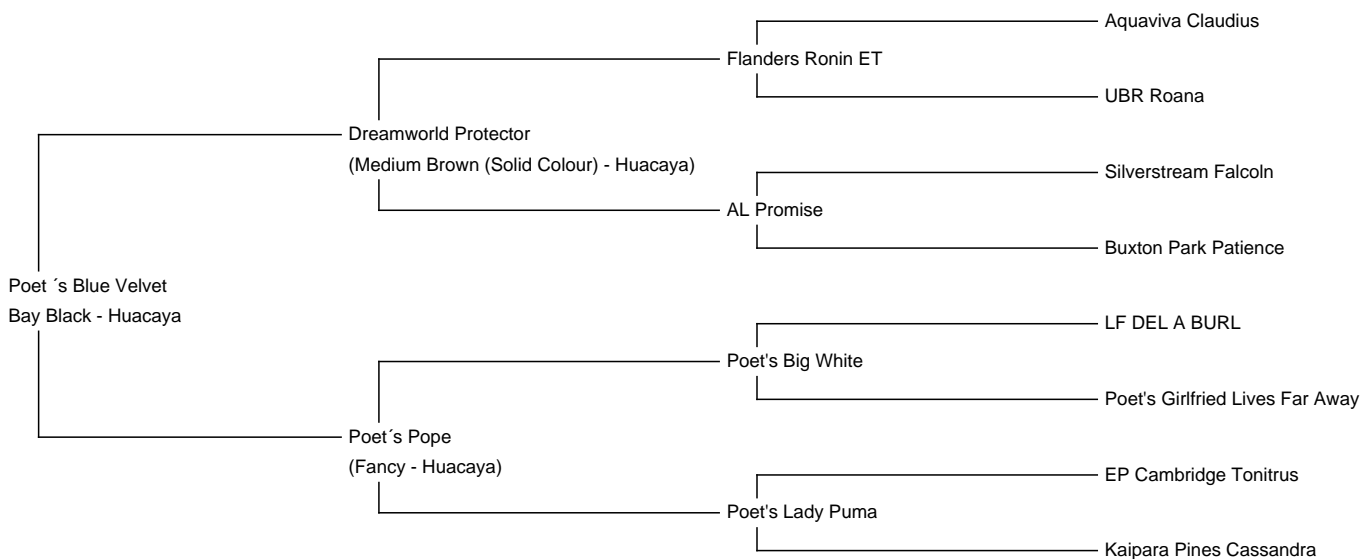 Aquaviva Claudius
Flanders Ronin ET
UBR Roana
Dreamworld Protector
(Medium Brown (Solid Colour) - Huacaya)
Silverstream Falcoln
AL Promise
Buxton Park Patience
Poet ´s Blue Velvet
Bay Black - Huacaya
LF DEL A BURL
Poet's Big White
Poet's Girlfried Lives Far Away
Poet´s Pope
(Fancy - Huacaya)
EP Cambridge Tonitrus
Poet's Lady Puma
Kaipara Pines Cassandra